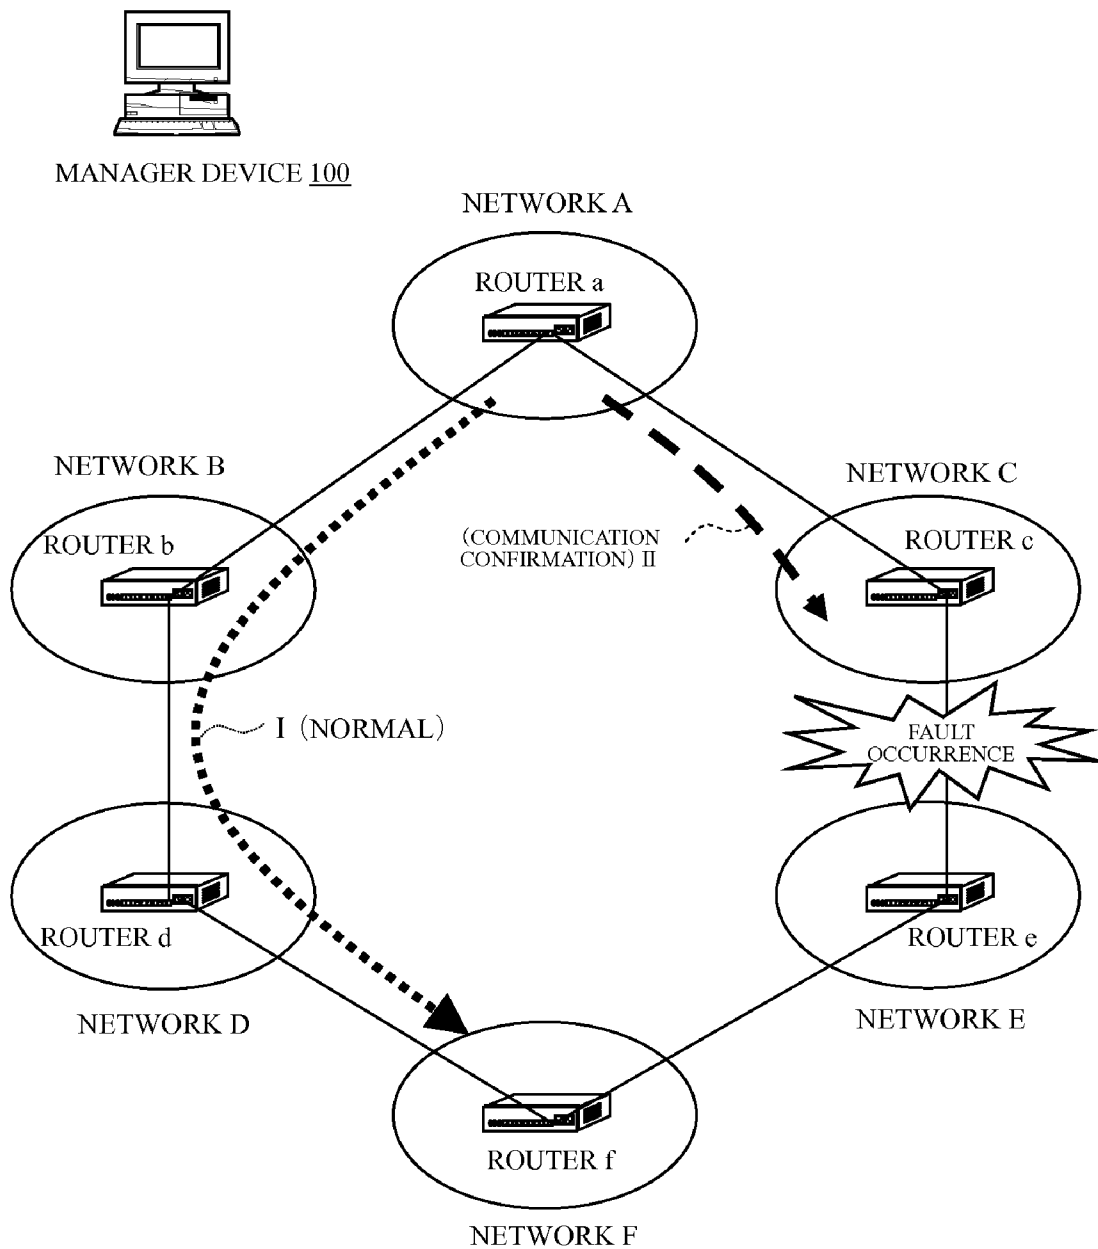 MANAGER DEVICE 100
NETWORK A
ROUTER a
NETWORK B
ROUTER b
NETWORK C
ROUTER c
(COMMUNICATION
CONFIRMATION) II
I (NORMAL)
FAULT
OCCURRENCE
ROUTER d
NETWORK D
ROUTER e
NETWORK E
ROUTER f
NETWORK F